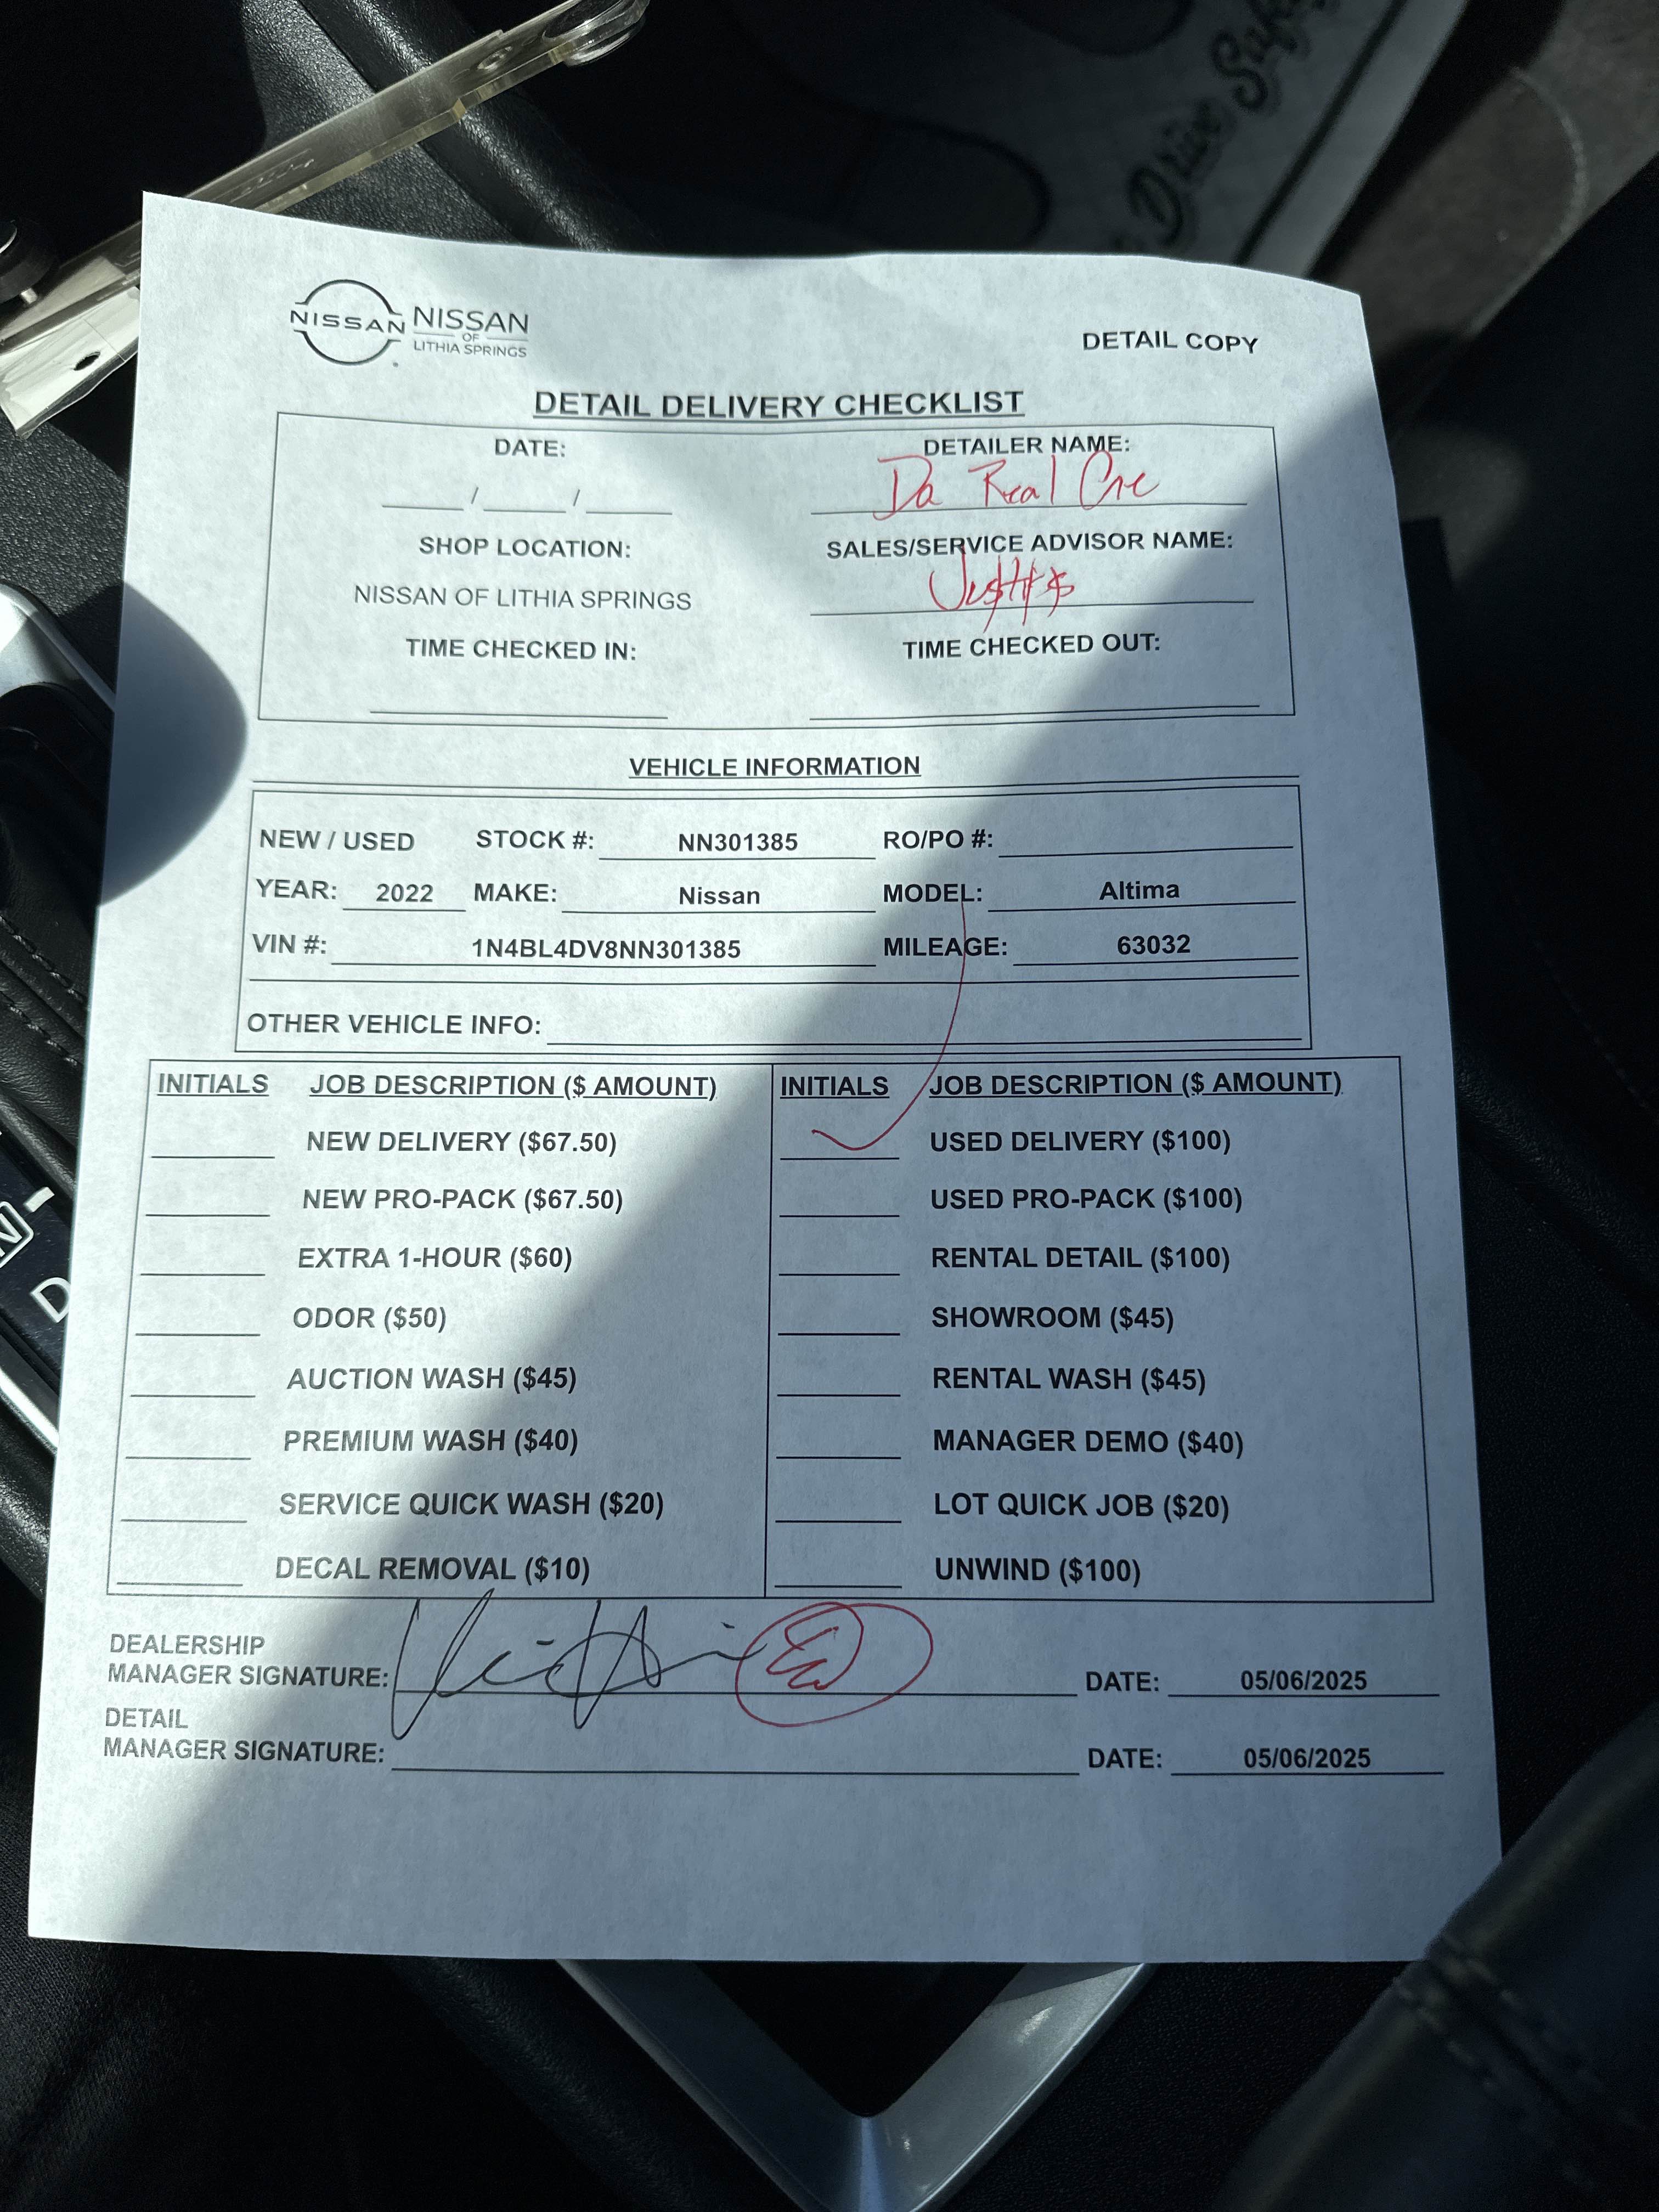 Drive Safely
NISSAN NISSAN
OF
LITHIA SPRINGS
DETAIL COPY
DETAIL DELIVERY CHECKLIST
DATE: DETAILER NAME:
/ / Da Real One
SHOP LOCATION: SALES/SERVICE ADVISOR NAME:
NISSAN OF LITHIA SPRINGS
TIME CHECKED IN: TIME CHECKED OUT:
VEHICLE INFORMATION
NEW / USED STOCK #: NN301385 RO/PO #:
YEAR: 2022 MAKE: Nissan MODEL: Altima
VIN #: 1N4BL4DV8NN301385 MILEAGE: 63032
OTHER VEHICLE INFO:
INITIALS JOB DESCRIPTION ($ AMOUNT) INITIALS JOB DESCRIPTION ($ AMOUNT)
NEW DELIVERY ($67.50) USED DELIVERY ($100)
NEW PRO-PACK ($67.50) USED PRO-PACK ($100)
EXTRA 1-HOUR ($60) RENTAL DETAIL ($100)
ODOR ($50) SHOWROOM ($45)
AUCTION WASH ($45) RENTAL WASH ($45)
PREMIUM WASH ($40) MANAGER DEMO ($40)
SERVICE QUICK WASH ($20) LOT QUICK JOB ($20)
DECAL REMOVAL ($10) UNWIND ($100)
DEALERSHIP
MANAGER SIGNATURE: DATE: 05/06/2025
DETAIL
MANAGER SIGNATURE: DATE: 05/06/2025
N
D